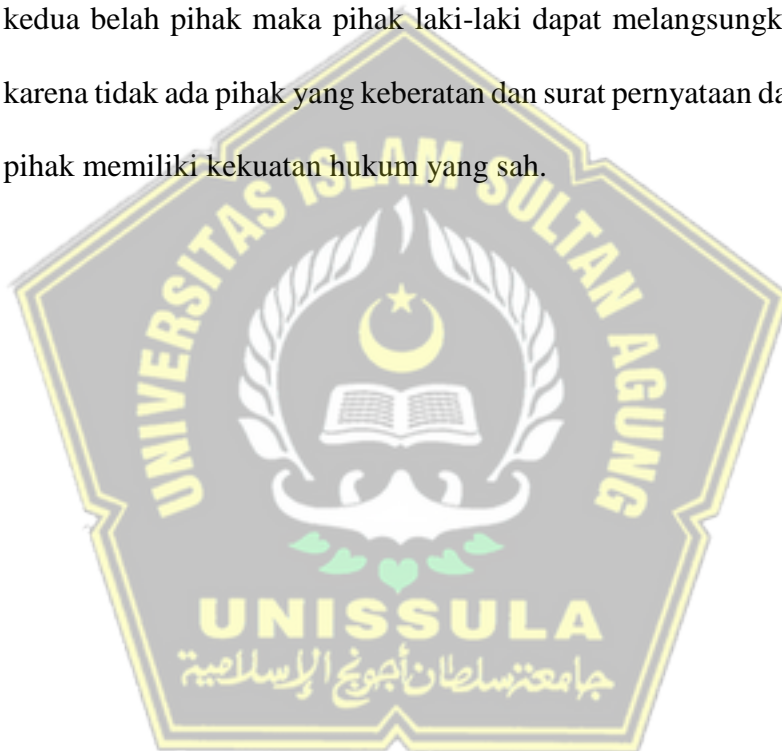 kedua belah pihak maka pihak laki-laki dapat melangsungk
karena tidak ada pihak yang keberatan dan surat pernyataan da
pihak memiliki kekuatan hukum yang sah.
UNIVERSITAS ISLAM SULTAN AGUNG
UNISSULA
جامعة سلطان أجونج الإسلامية